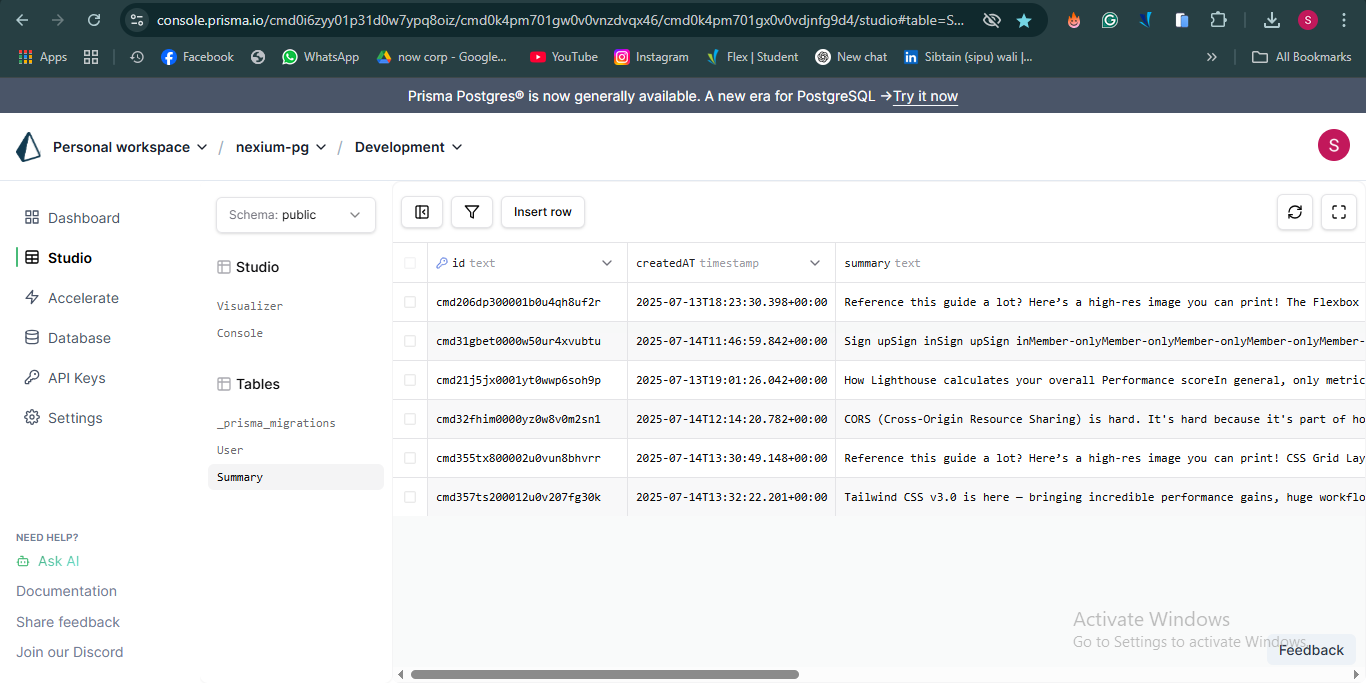 console.prisma.io/cmd0i6zyy01p31d0w7ypq8oiz/cmd0k4pm701gw0v0vnzdvqx46/cmd0k4pm701gx0v0vdjnfg9d4/studio#table=S...
S
Apps Facebook WhatsApp now corp - Google... YouTube Instagram Flex | Student New chat Sibtain (sipu) wali |... » All Bookmarks
Prisma Postgres® is now generally available. A new era for PostgreSQL → Try it now
Personal workspace / nexium-pg / Development S
Dashboard
Studio
Accelerate
Database
API Keys
Settings
NEED HELP?
Ask AI
Documentation
Share feedback
Join our Discord
Schema: public
Studio
Visualizer
Console
Tables
_prisma_migrations
User
Summary
Insert row
id text createdAT timestamp summary text
cmd206dp300001b0u4qh8uf2r 2025-07-13T18:23:30.398+00:00 Reference this guide a lot? Here’s a high-res image you can print! The Flexbox
cmd31gbet0000w50ur4xvubtu 2025-07-14T11:46:59.842+00:00 Sign upSign inSign upSign inMember-onlyMember-onlyMember-onlyMember-onlyMember-
cmd21j5jx0001yt0wwp6soh9p 2025-07-13T19:01:26.042+00:00 How Lighthouse calculates your overall Performance scoreIn general, only metric
cmd32fhim0000yz0w8v0m2sn1 2025-07-14T12:14:20.782+00:00 CORS (Cross-Origin Resource Sharing) is hard. It's hard because it's part of ho
cmd355tx800002u0vun8bhvrr 2025-07-14T13:30:49.148+00:00 Reference this guide a lot? Here’s a high-res image you can print! CSS Grid Lay
cmd357ts200012u0v207fg30k 2025-07-14T13:32:22.201+00:00 Tailwind CSS v3.0 is here — bringing incredible performance gains, huge workflo
Activate Windows
Go to Settings to activate Windows.
Feedback